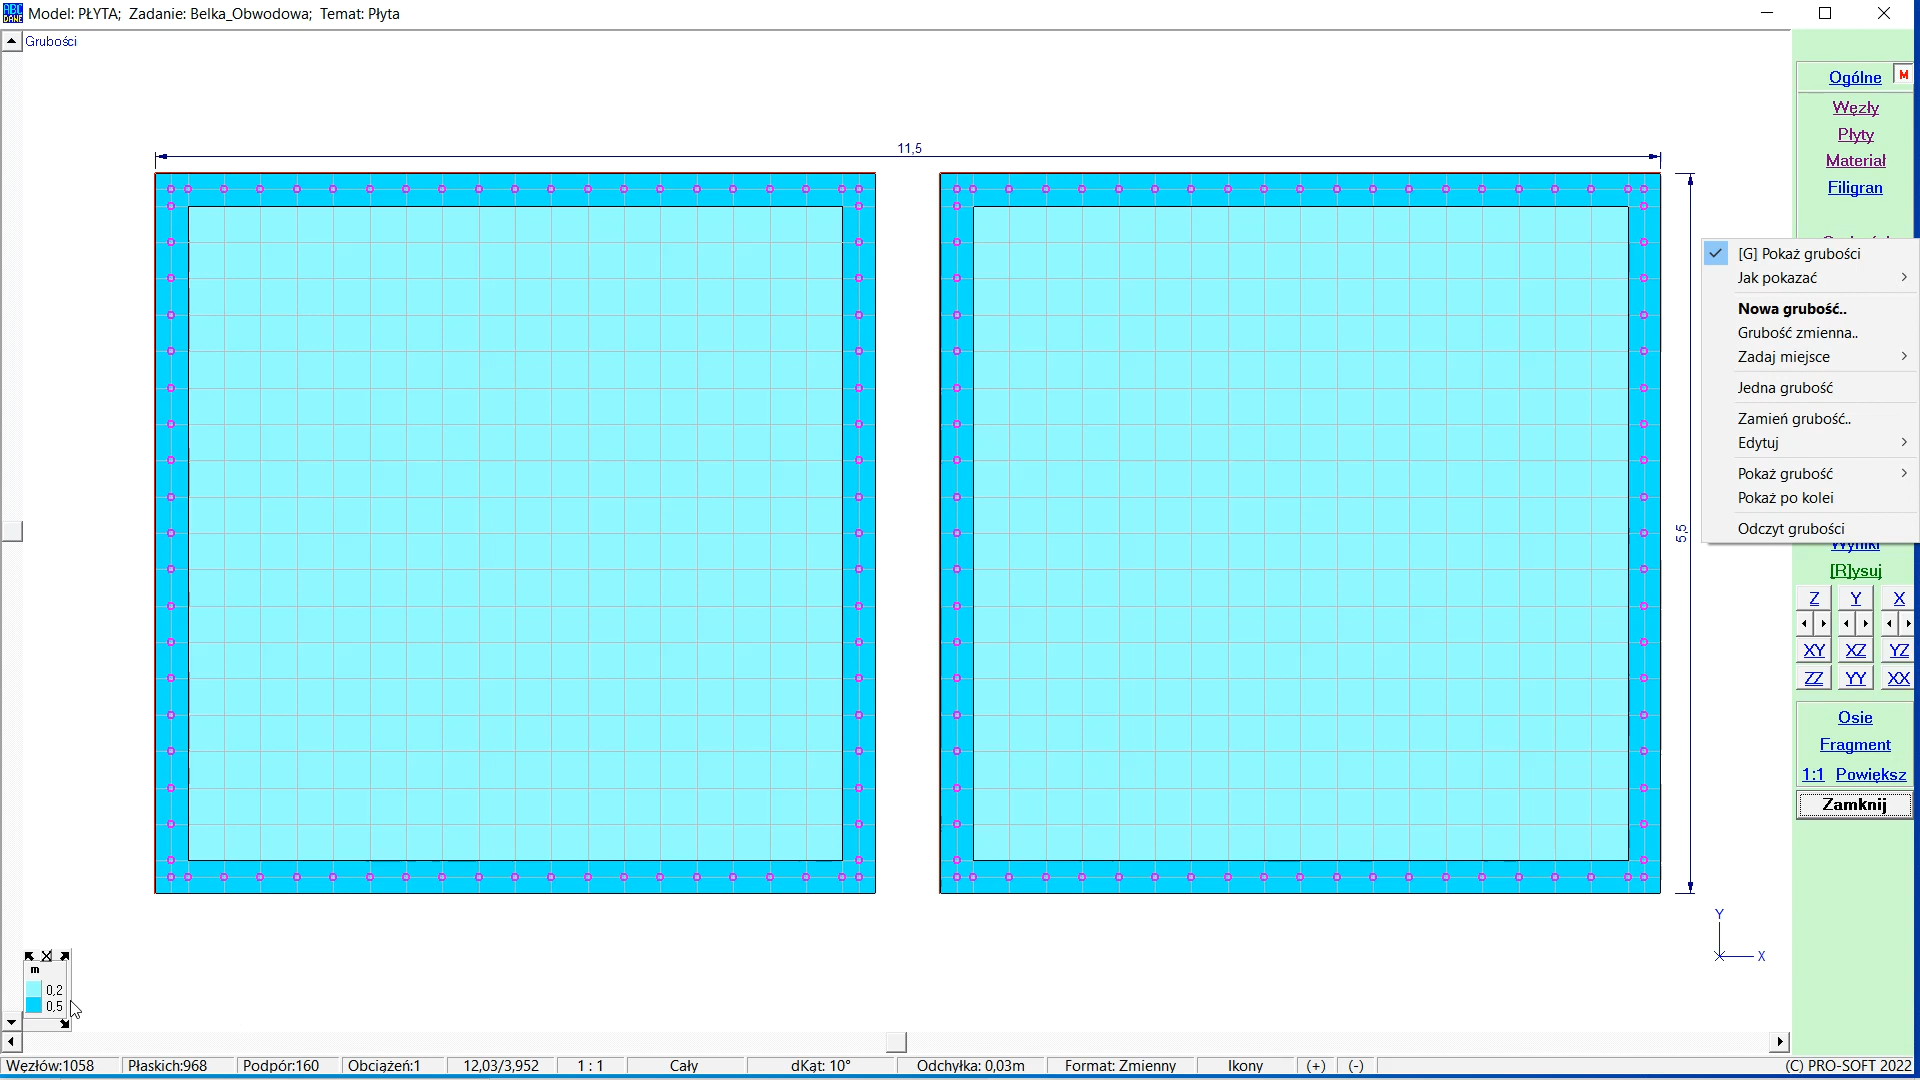 ABC DANE
Model: PŁYTA; Zadanie: Belka_Obwodowa; Temat: Płyta
Grubości
11,5
5,5
Y
X
m
0,2
0,5
Ogólne
M
Węzły
Płyty
Materiał
Filigran
[G] Pokaż grubości
Jak pokazać
Nowa grubość..
Grubość zmienna..
Zadaj miejsce
Jedna grubość
Zamień grubość..
Edytuj
Pokaż grubość
Pokaż po kolei
Odczyt grubości
Wyniki
[R]ysuj
Z Y X
XY XZ YZ
ZZ YY XX
Osie
Fragment
1:1 Powiększ
Zamknij
Węzłów:1058 Płaskich:968 Podpór:160 Obciążeń:1 12,03/3,952 1 : 1 Cały dKąt: 10° Odchyłka: 0,03m Format: Zmienny Ikony (+) (-) (C) PRO-SOFT 2022